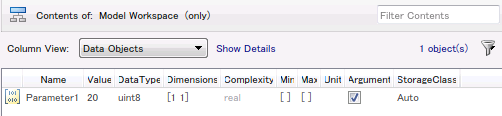 Contents of: Model Workspace (only)
Filter Contents
Column View: Data Objects Show Details 1 object(s)
Name Value DataType Dimensions Complexity Min Max Unit Argument StorageClass
Parameter1 20 uint8 [1 1] real [ ] [ ] Auto